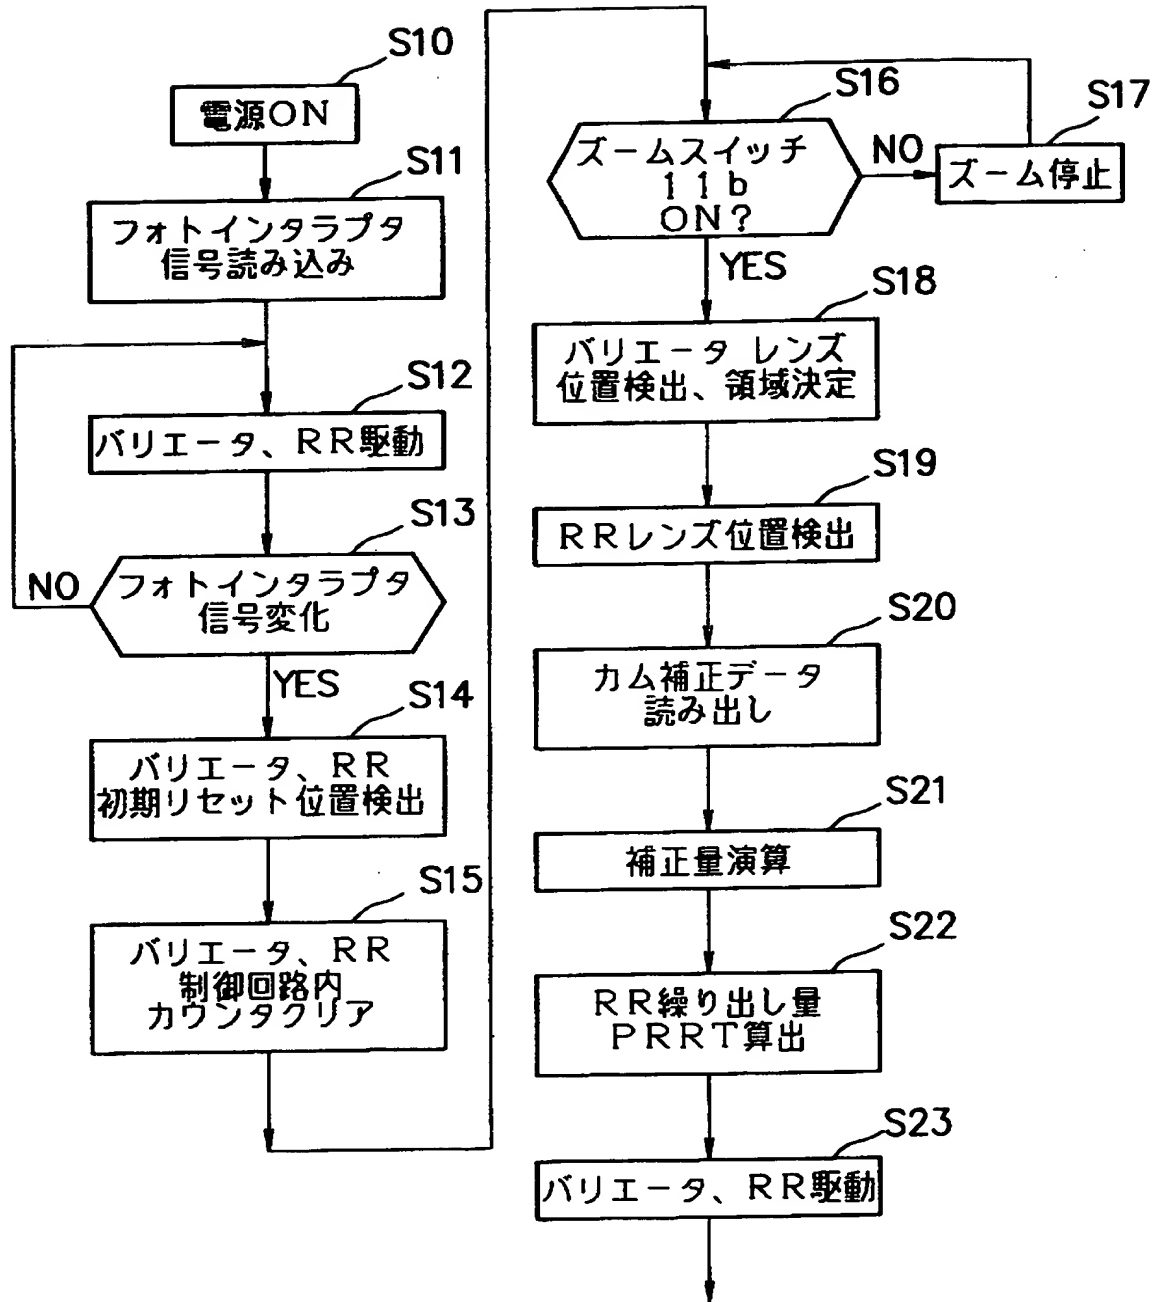 S10
電源ON
S11
フォトインタラプタ
信号読み込み
S12
バリエータ、RR駆動
S13
フォトインタラプタ
信号変化
NO
YES
S14
バリエータ、RR
初期リセット位置検出
S15
バリエータ、RR
制御回路内
カウンタクリア
S16
ズームスイッチ
11b
ON?
NO
S17
ズーム停止
YES
S18
バリエータ レンズ
位置検出、領域決定
S19
RRレンズ位置検出
S20
カム補正データ
読み出し
S21
補正量演算
S22
RR繰り出し量
PRRT算出
S23
バリエータ、RR駆動